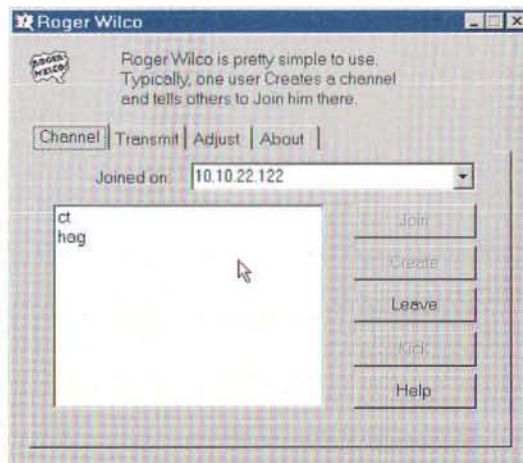 Roger Wilco
ROGER WILCO
Roger Wilco is pretty simple to use.
Typically, one user Creates a channel
and tells others to Join him there.
Channel Transmit Adjust About
Joined on: 10.10.22.122
ct
hog
Join
Create
Leave
Kick
Help